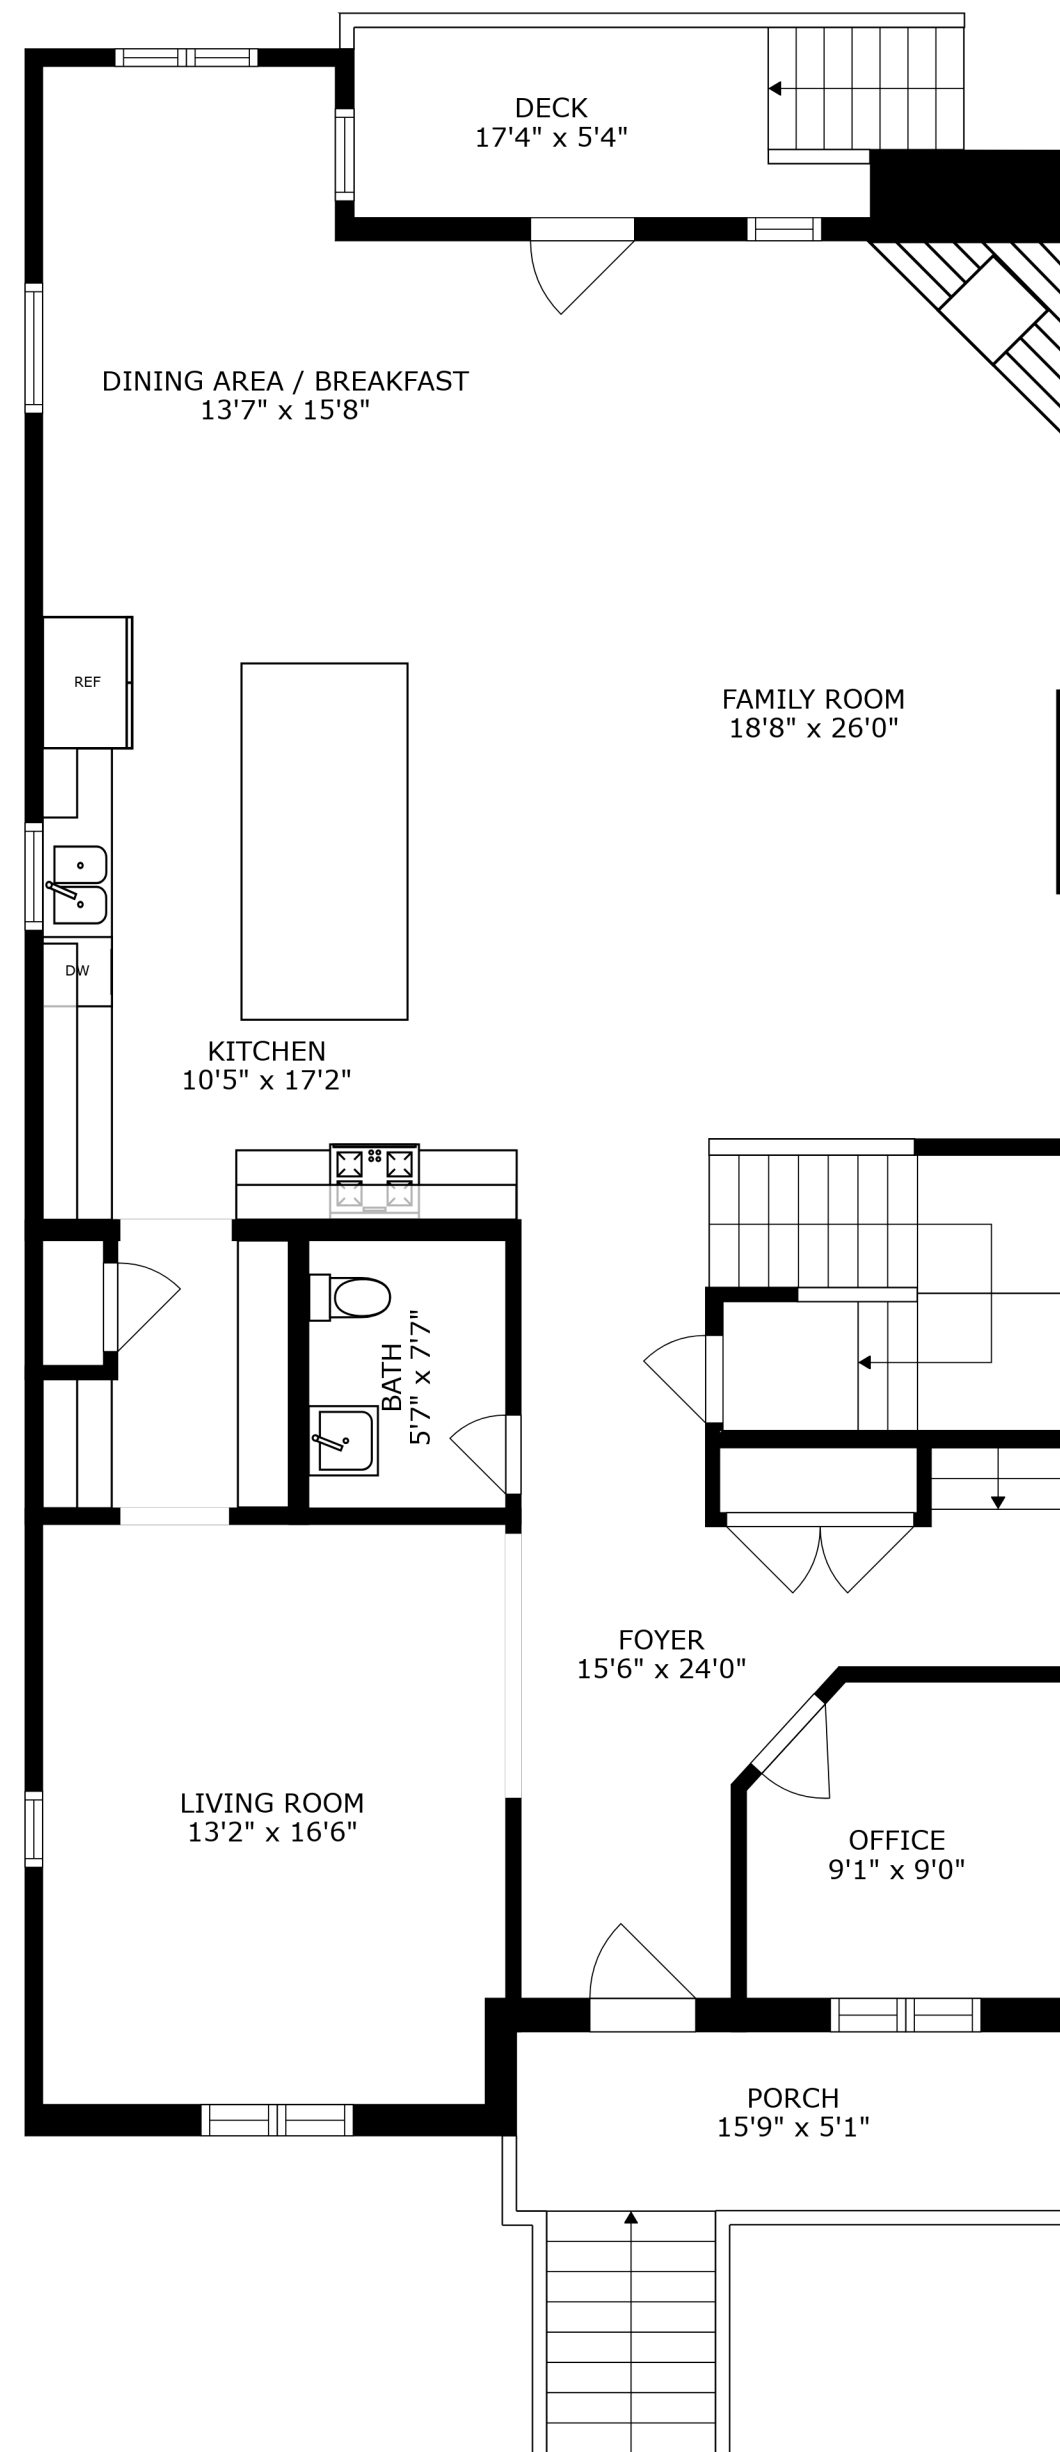 DECK
17'4" x 5'4"
DINING AREA / BREAKFAST
13'7" x 15'8"
REF
FAMILY ROOM
18'8" x 26'0"
DW
KITCHEN
10'5" x 17'2"
BATH
5'7" x 7'7"
FOYER
15'6" x 24'0"
LIVING ROOM
13'2" x 16'6"
OFFICE
9'1" x 9'0"
PORCH
15'9" x 5'1"